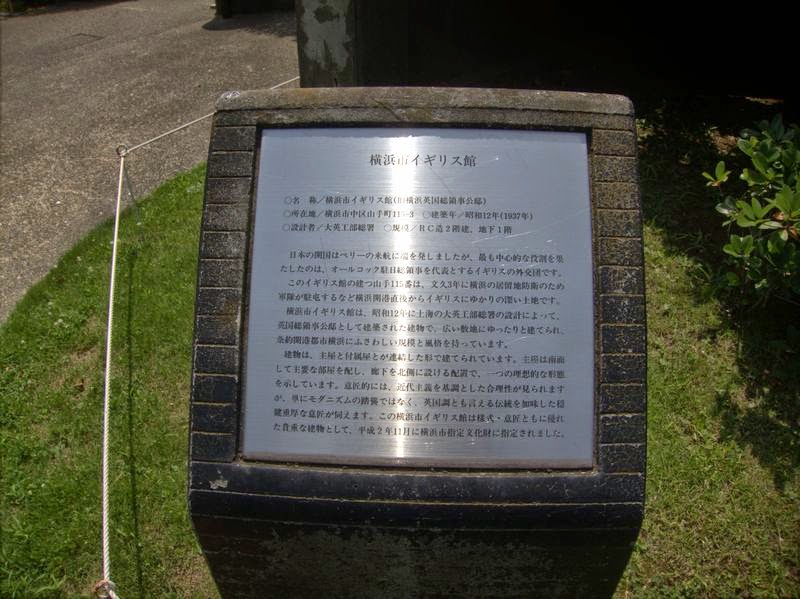 横浜市イギリス館
○名　称／横浜市イギリス館(旧横浜英国総領事公邸)
○所在地／横浜市中区山手町115-3　○建築年／昭和12年(1937年)
○設計者／大英工部総署　○規模／RC造2階建、地下1階
日本の開国はペリーの来航に端を発しましたが、最も中心的な役割を果
たしたのは、オールコック駐日総領事を代表とするイギリスの外交団です。
このイギリス館の建つ山手115番は、文久3年に横浜の居留地防衛のため
軍隊が駐屯するなど横浜開港直後からイギリスにゆかりの深い土地です。
横浜市イギリス館は、昭和12年に上海の大英工部総署の設計によって、
英国総領事公邸として建築された建物で、広い敷地にゆったりと建てられ、
条約開港都市横浜にふさわしい規模と風格を持っています。
建物は、主屋と付属屋とが連結した形で建てられています。主屋は南面
して主要な部屋を配し、廊下を北側に設ける配置で、一つの理想的な形態
を示しています。意匠的には、近代主義を基調とした合理性が見られます
が、単にモダニズムの踏襲ではなく、英国調とも言える伝統を加味した穏
健重厚な意匠が伺えます。この横浜市イギリス館は様式・意匠ともに優れ
た貴重な建物として、平成2年11月に横浜市指定文化財に指定されました。